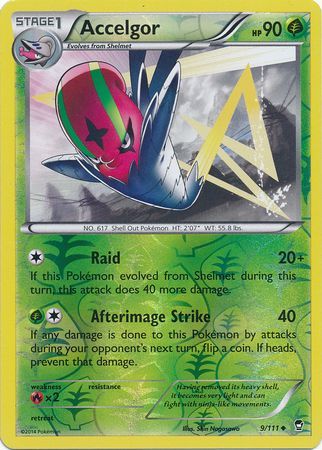 STAGE1
Accelgor
HP 90
Evolves from Shelmet
NO. 617 Shell Out Pokémon HT: 2'07" WT: 55.8 lbs.
Raid 20+
If this Pokémon evolved from Shelmet during this
turn, this attack does 40 more damage.
Afterimage Strike 40
If any damage is done to this Pokémon by attacks
during your opponent's next turn, flip a coin. If heads,
prevent that damage.
weakness resistance
×2
retreat
Having removed its heavy shell,
it becomes very light and can
fight with ninja-like movements.
©2014 Pokémon
Illus. Shin Nagasawa
9/111